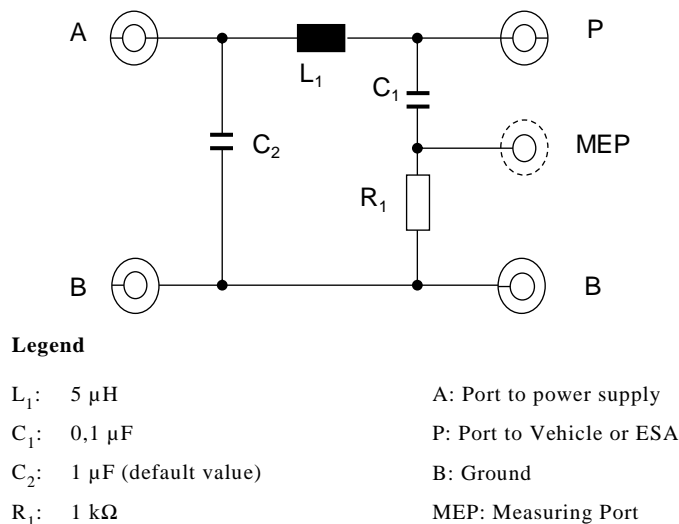 A
P
L₁
C₁
C₂
MEP
R₁
B
B
Legend
L₁: 5 µH
A: Port to power supply
C₁: 0,1 µF
P: Port to Vehicle or ESA
C₂: 1 µF (default value)
B: Ground
R₁: 1 kΩ
MEP: Measuring Port